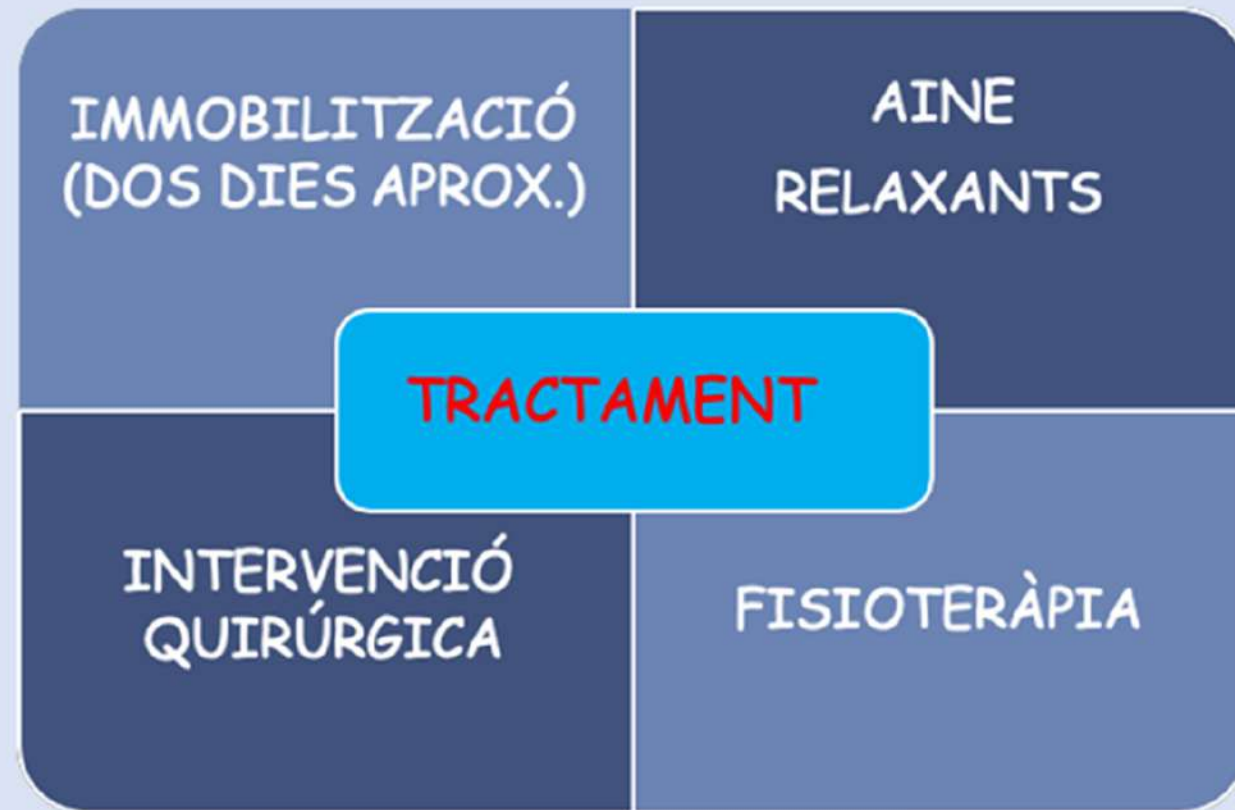 IMMOBILITZACIÓ
(DOS DIES APROX.)
AINE
RELAXANTS
TRACTAMENT
INTERVENCIÓ
QUIRÚRGICA
FISIOTERÀPIA